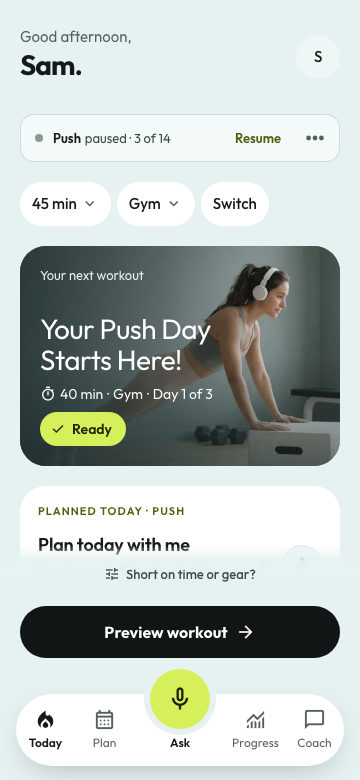 Good afternoon,
Sam.
S
Push paused · 3 of 14
Resume
45 min
Gym
Switch
Your next workout
Your Push Day
Starts Here!
40 min · Gym · Day 1 of 3
Ready
PLANNED TODAY · PUSH
Plan today with me
Short on time or gear?
Preview workout
Today
Plan
Ask
Progress
Coach